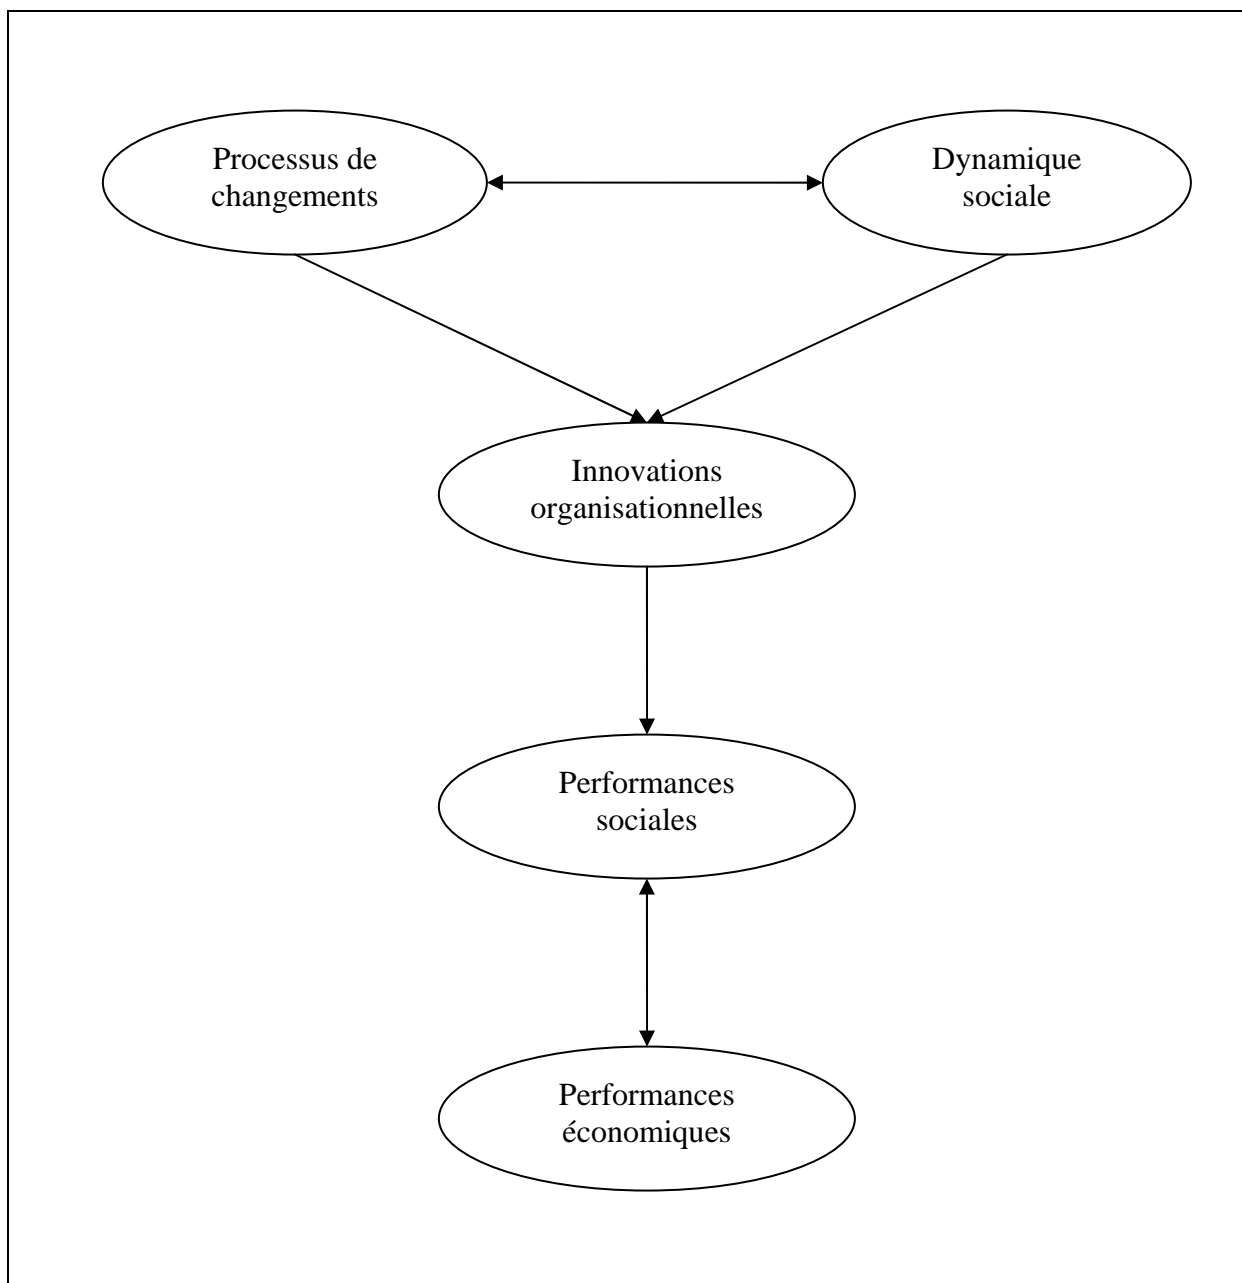 Processus de
changements
Dynamique
sociale
Innovations
organisationnelles
Performances
sociales
Performances
économiques